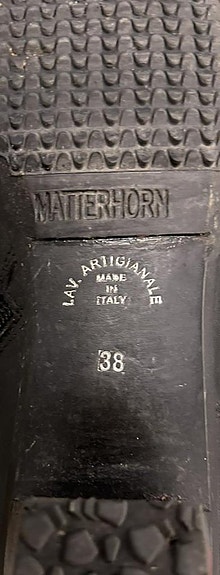 MATTERHORN
LAV. ARTIGIANALE
MADE
IN
ITALY
38